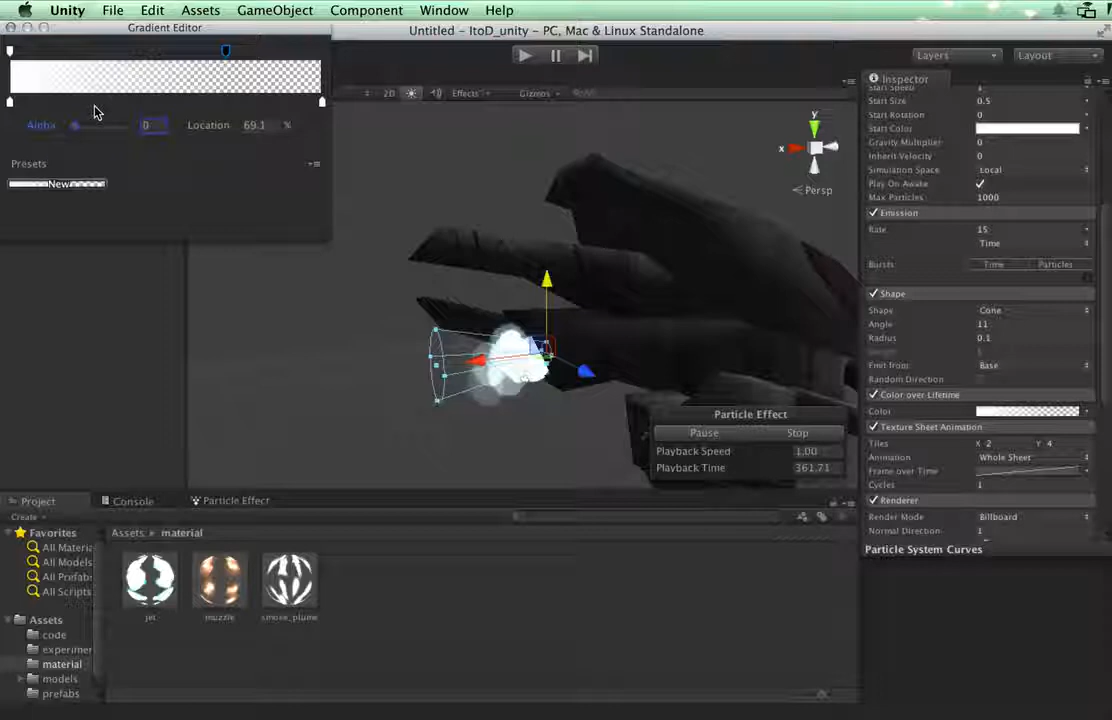 Unity File Edit Assets GameObject Component Window Help
Gradient Editor
Untitled - ItoD_unity - PC, Mac & Linux Standalone
Layers Layout
2D Effects Gizmos
Alpha 0 Location 69.1 %
Presets
New
y
x
Persp
Inspector
Start Speed 1
Start Size 0.5
Start Rotation 0
Start Color
Gravity Multiplier 0
Inherit Velocity 0
Simulation Space Local
Play On Awake
Max Particles 1000
Emission
Rate 15
Time
Bursts: Time Particles
Shape
Shape Cone
Angle 11
Radius 0.1
Emit from: Base
Random Direction
Color over Lifetime
Color
Texture Sheet Animation
Tiles X 2 Y 4
Animation Whole Sheet
Frame over Time
Cycles 1
Renderer
Render Mode Billboard
Normal Direction 1
Particle System Curves
Particle Effect
Pause Stop
Playback Speed 1.00
Playback Time 361.71
Project Console Particle Effect
Create
Favorites
All Materia
All Models
All Prefabs
All Scripts
Assets
code
experimen
material
models
prefabs
Assets material
jet muzzle smoke_plume